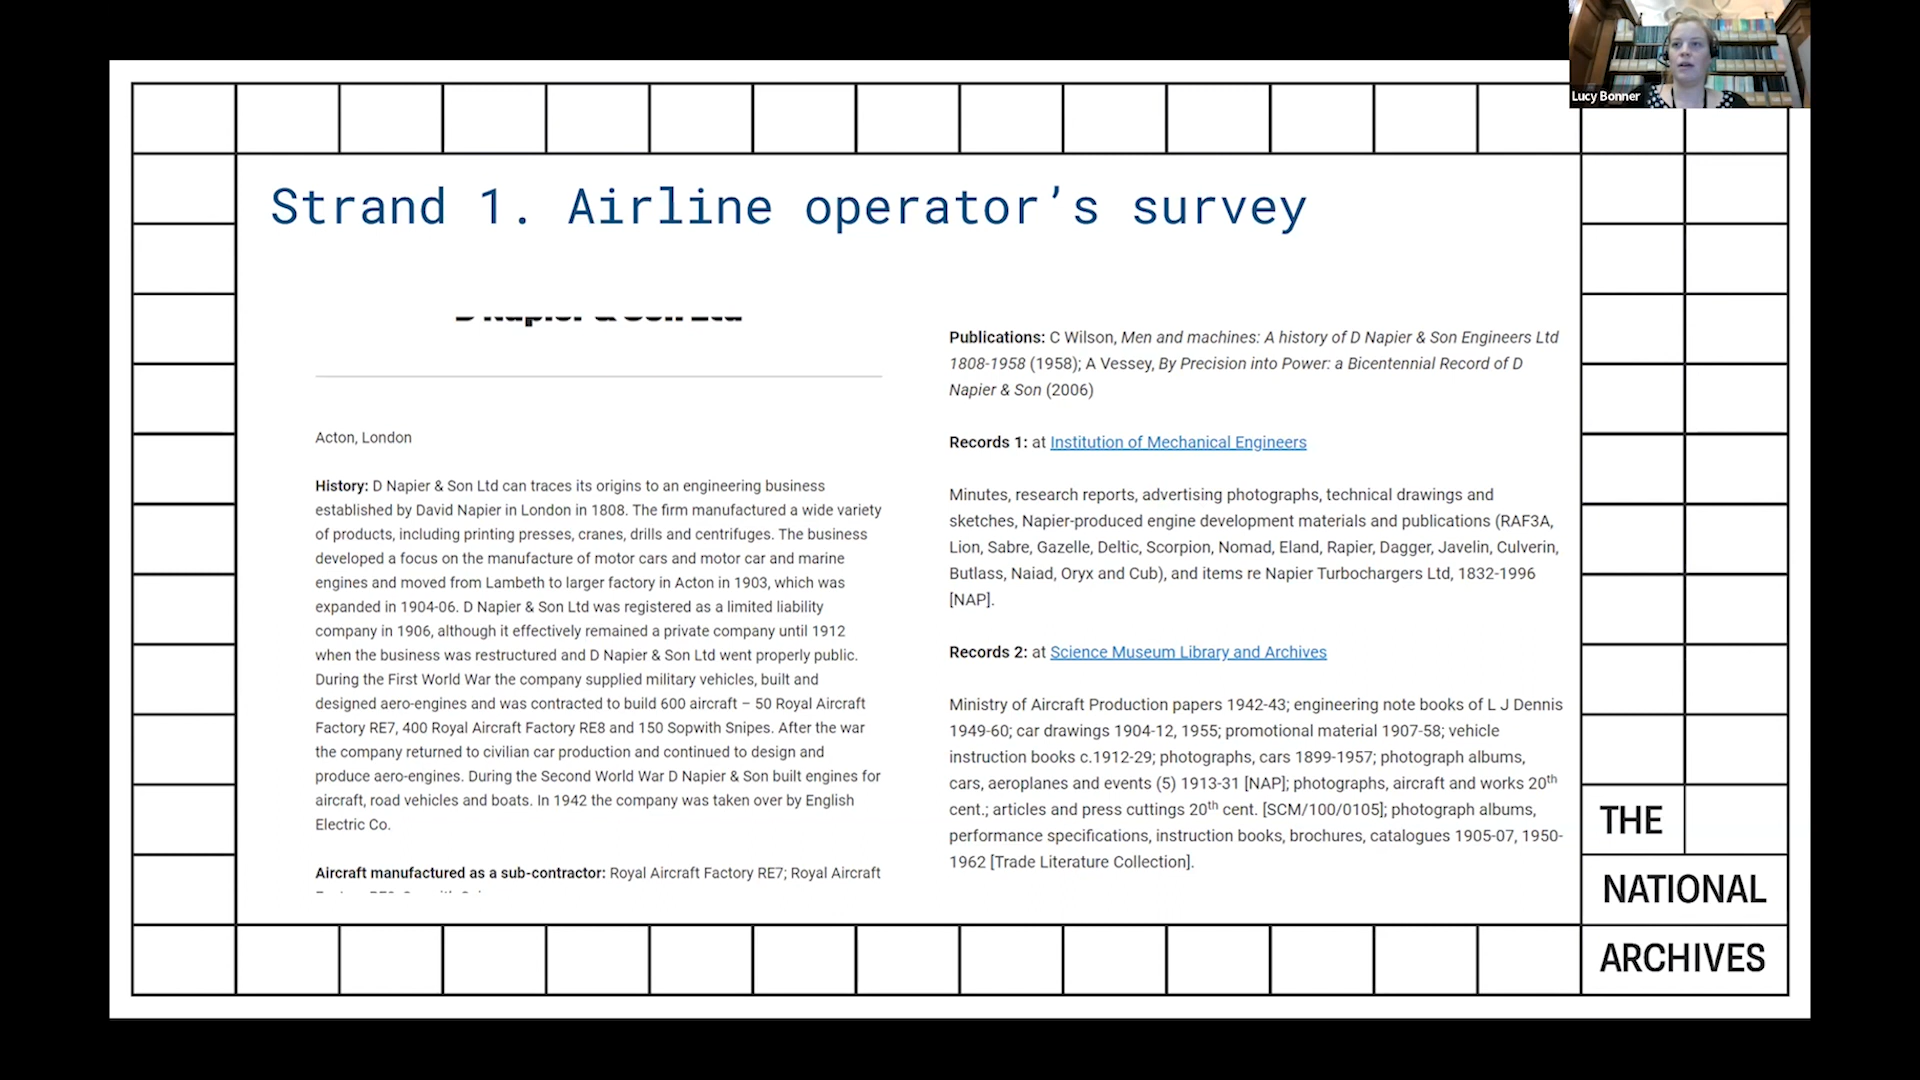 Lucy Bonner
Strand 1. Airline operator’s survey
D Napier & Son Ltd
Acton, London
History: D Napier & Son Ltd can traces its origins to an engineering business
established by David Napier in London in 1808. The firm manufactured a wide variety
of products, including printing presses, cranes, drills and centrifuges. The business
developed a focus on the manufacture of motor cars and motor car and marine
engines and moved from Lambeth to larger factory in Acton in 1903, which was
expanded in 1904-06. D Napier & Son Ltd was registered as a limited liability
company in 1906, although it effectively remained a private company until 1912
when the business was restructured and D Napier & Son Ltd went properly public.
During the First World War the company supplied military vehicles, built and
designed aero-engines and was contracted to build 600 aircraft – 50 Royal Aircraft
Factory RE7, 400 Royal Aircraft Factory RE8 and 150 Sopwith Snipes. After the war
the company returned to civilian car production and continued to design and
produce aero-engines. During the Second World War D Napier & Son built engines for
aircraft, road vehicles and boats. In 1942 the company was taken over by English
Electric Co.
Aircraft manufactured as a sub-contractor: Royal Aircraft Factory RE7; Royal Aircraft
Publications: C Wilson, Men and machines: A history of D Napier & Son Engineers Ltd
1808-1958 (1958); A Vessey, By Precision into Power: a Bicentennial Record of D
Napier & Son (2006)
Records 1: at Institution of Mechanical Engineers
Minutes, research reports, advertising photographs, technical drawings and
sketches, Napier-produced engine development materials and publications (RAF3A,
Lion, Sabre, Gazelle, Deltic, Scorpion, Nomad, Eland, Rapier, Dagger, Javelin, Culverin,
Butlass, Naiad, Oryx and Cub), and items re Napier Turbochargers Ltd, 1832-1996
[NAP].
Records 2: at Science Museum Library and Archives
Ministry of Aircraft Production papers 1942-43; engineering note books of L J Dennis
1949-60; car drawings 1904-12, 1955; promotional material 1907-58; vehicle
instruction books c.1912-29; photographs, cars 1899-1957; photograph albums,
cars, aeroplanes and events (5) 1913-31 [NAP]; photographs, aircraft and works 20th
cent.; articles and press cuttings 20th cent. [SCM/100/0105]; photograph albums,
performance specifications, instruction books, brochures, catalogues 1905-07, 1950-
1962 [Trade Literature Collection].
THE
NATIONAL
ARCHIVES